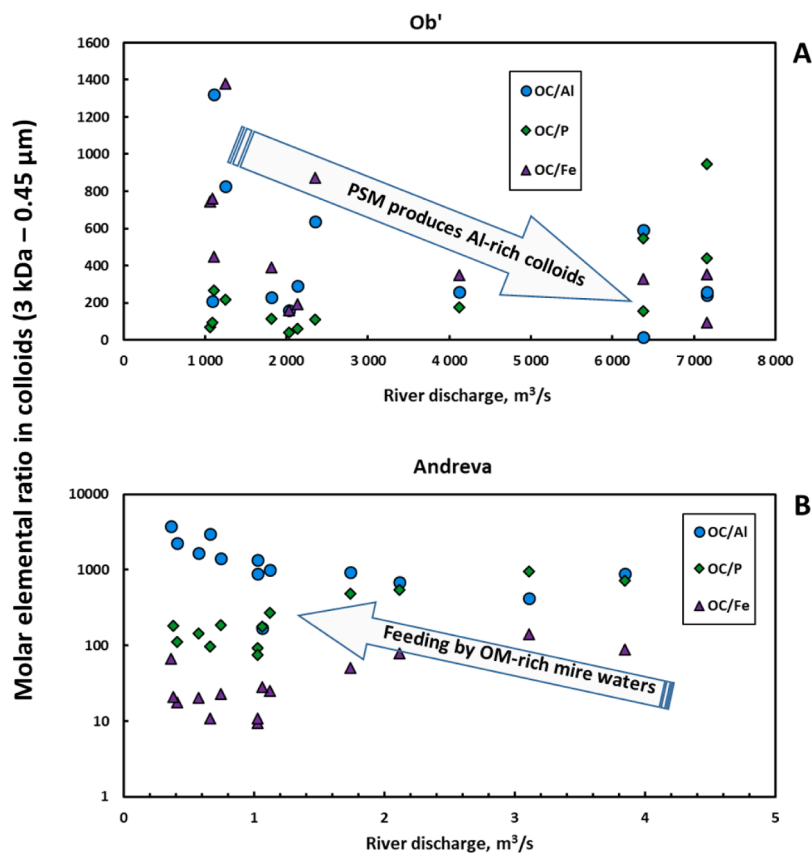 Ob'
A
Molar elemental ratio in colloids (3 kDa – 0.45 µm)
1600
1400
1200
1000
800
600
400
200
0
OC/Al
OC/P
OC/Fe
PSM produces Al-rich colloids
0 1 000 2 000 3 000 4 000 5 000 6 000 7 000 8 000
River discharge, m³/s
Andreva
B
10000
1000
100
10
1
OC/Al
OC/P
OC/Fe
Feeding by OM-rich mire waters
0 1 2 3 4 5
River discharge, m³/s